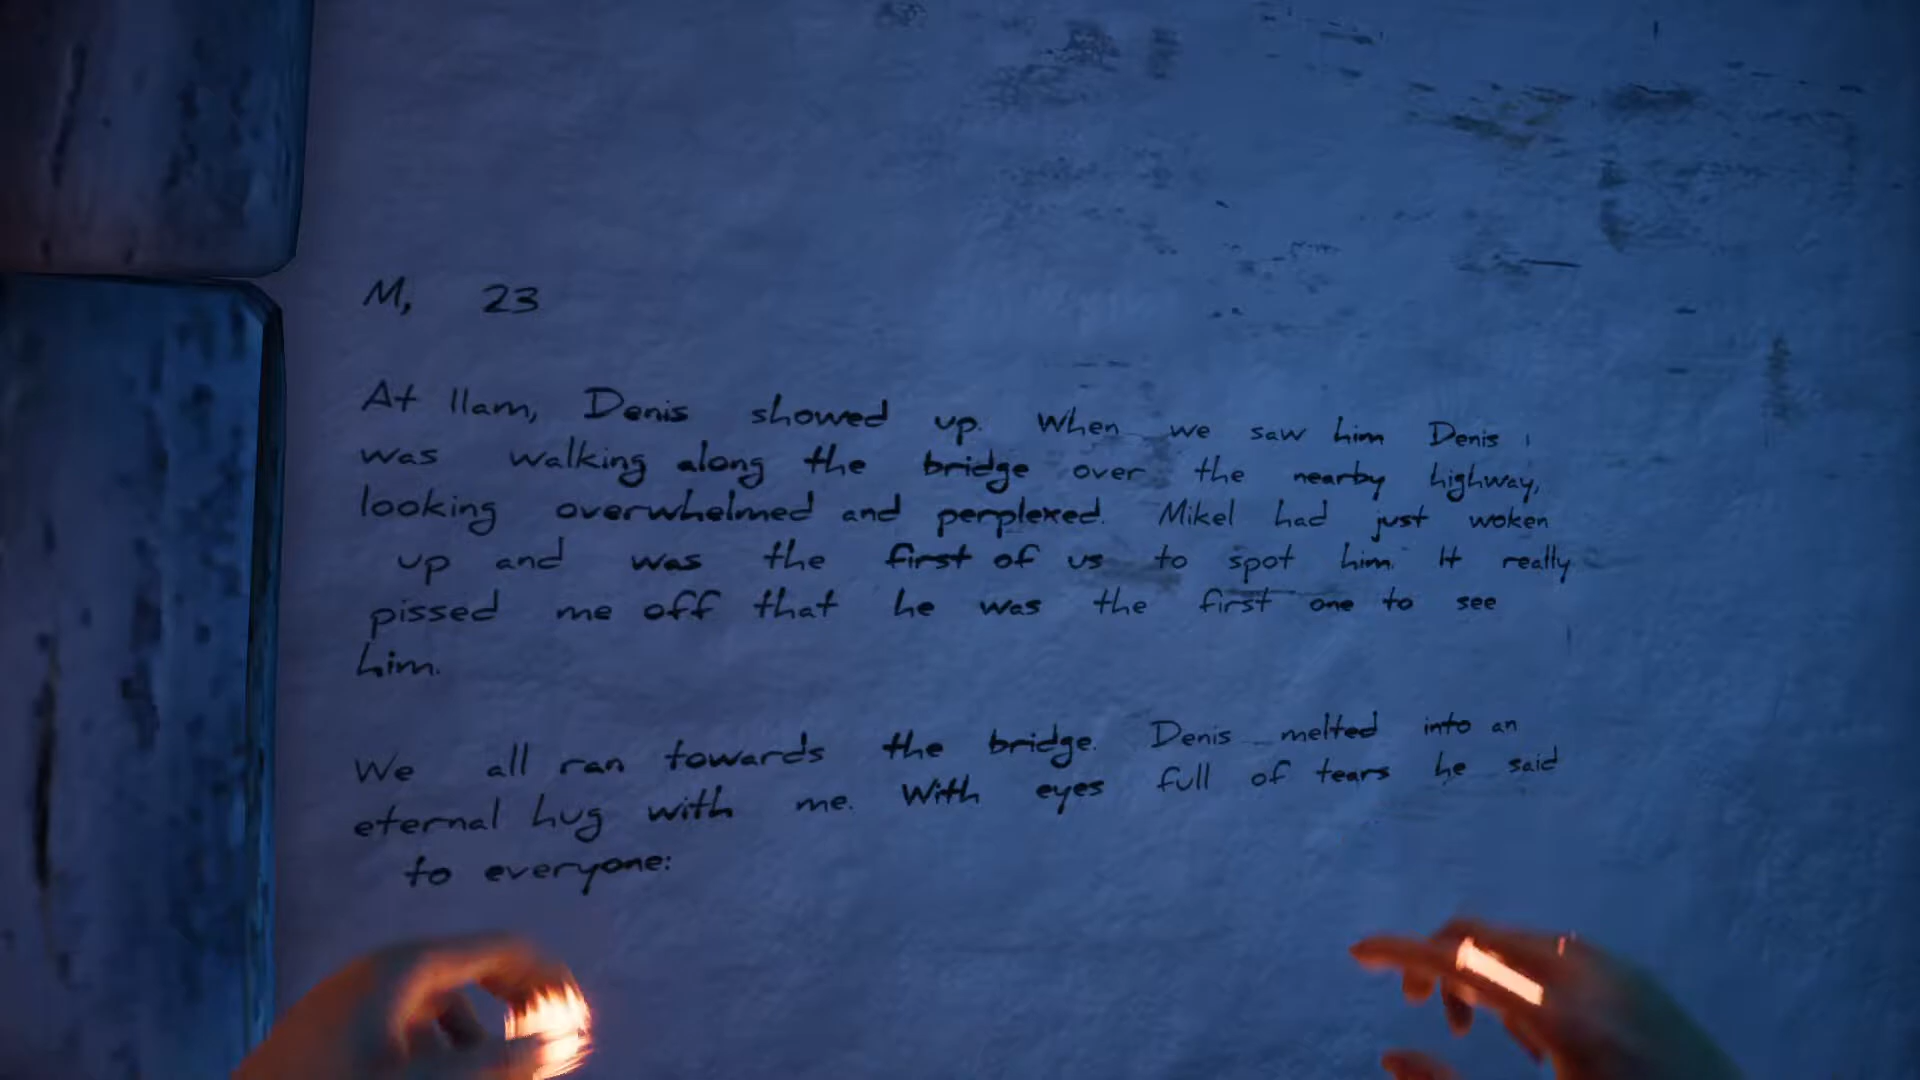 M, 23
At 11am, Denis showed up. When we saw him Denis
was walking along the bridge over the nearby highway,
looking overwhelmed and perplexed. Mikel had just woken
up and was the first of us to spot him. It really
pissed me off that he was the first one to see
him.
We all ran towards the bridge. Denis melted into an
eternal hug with me. With eyes full of tears he said
to everyone: